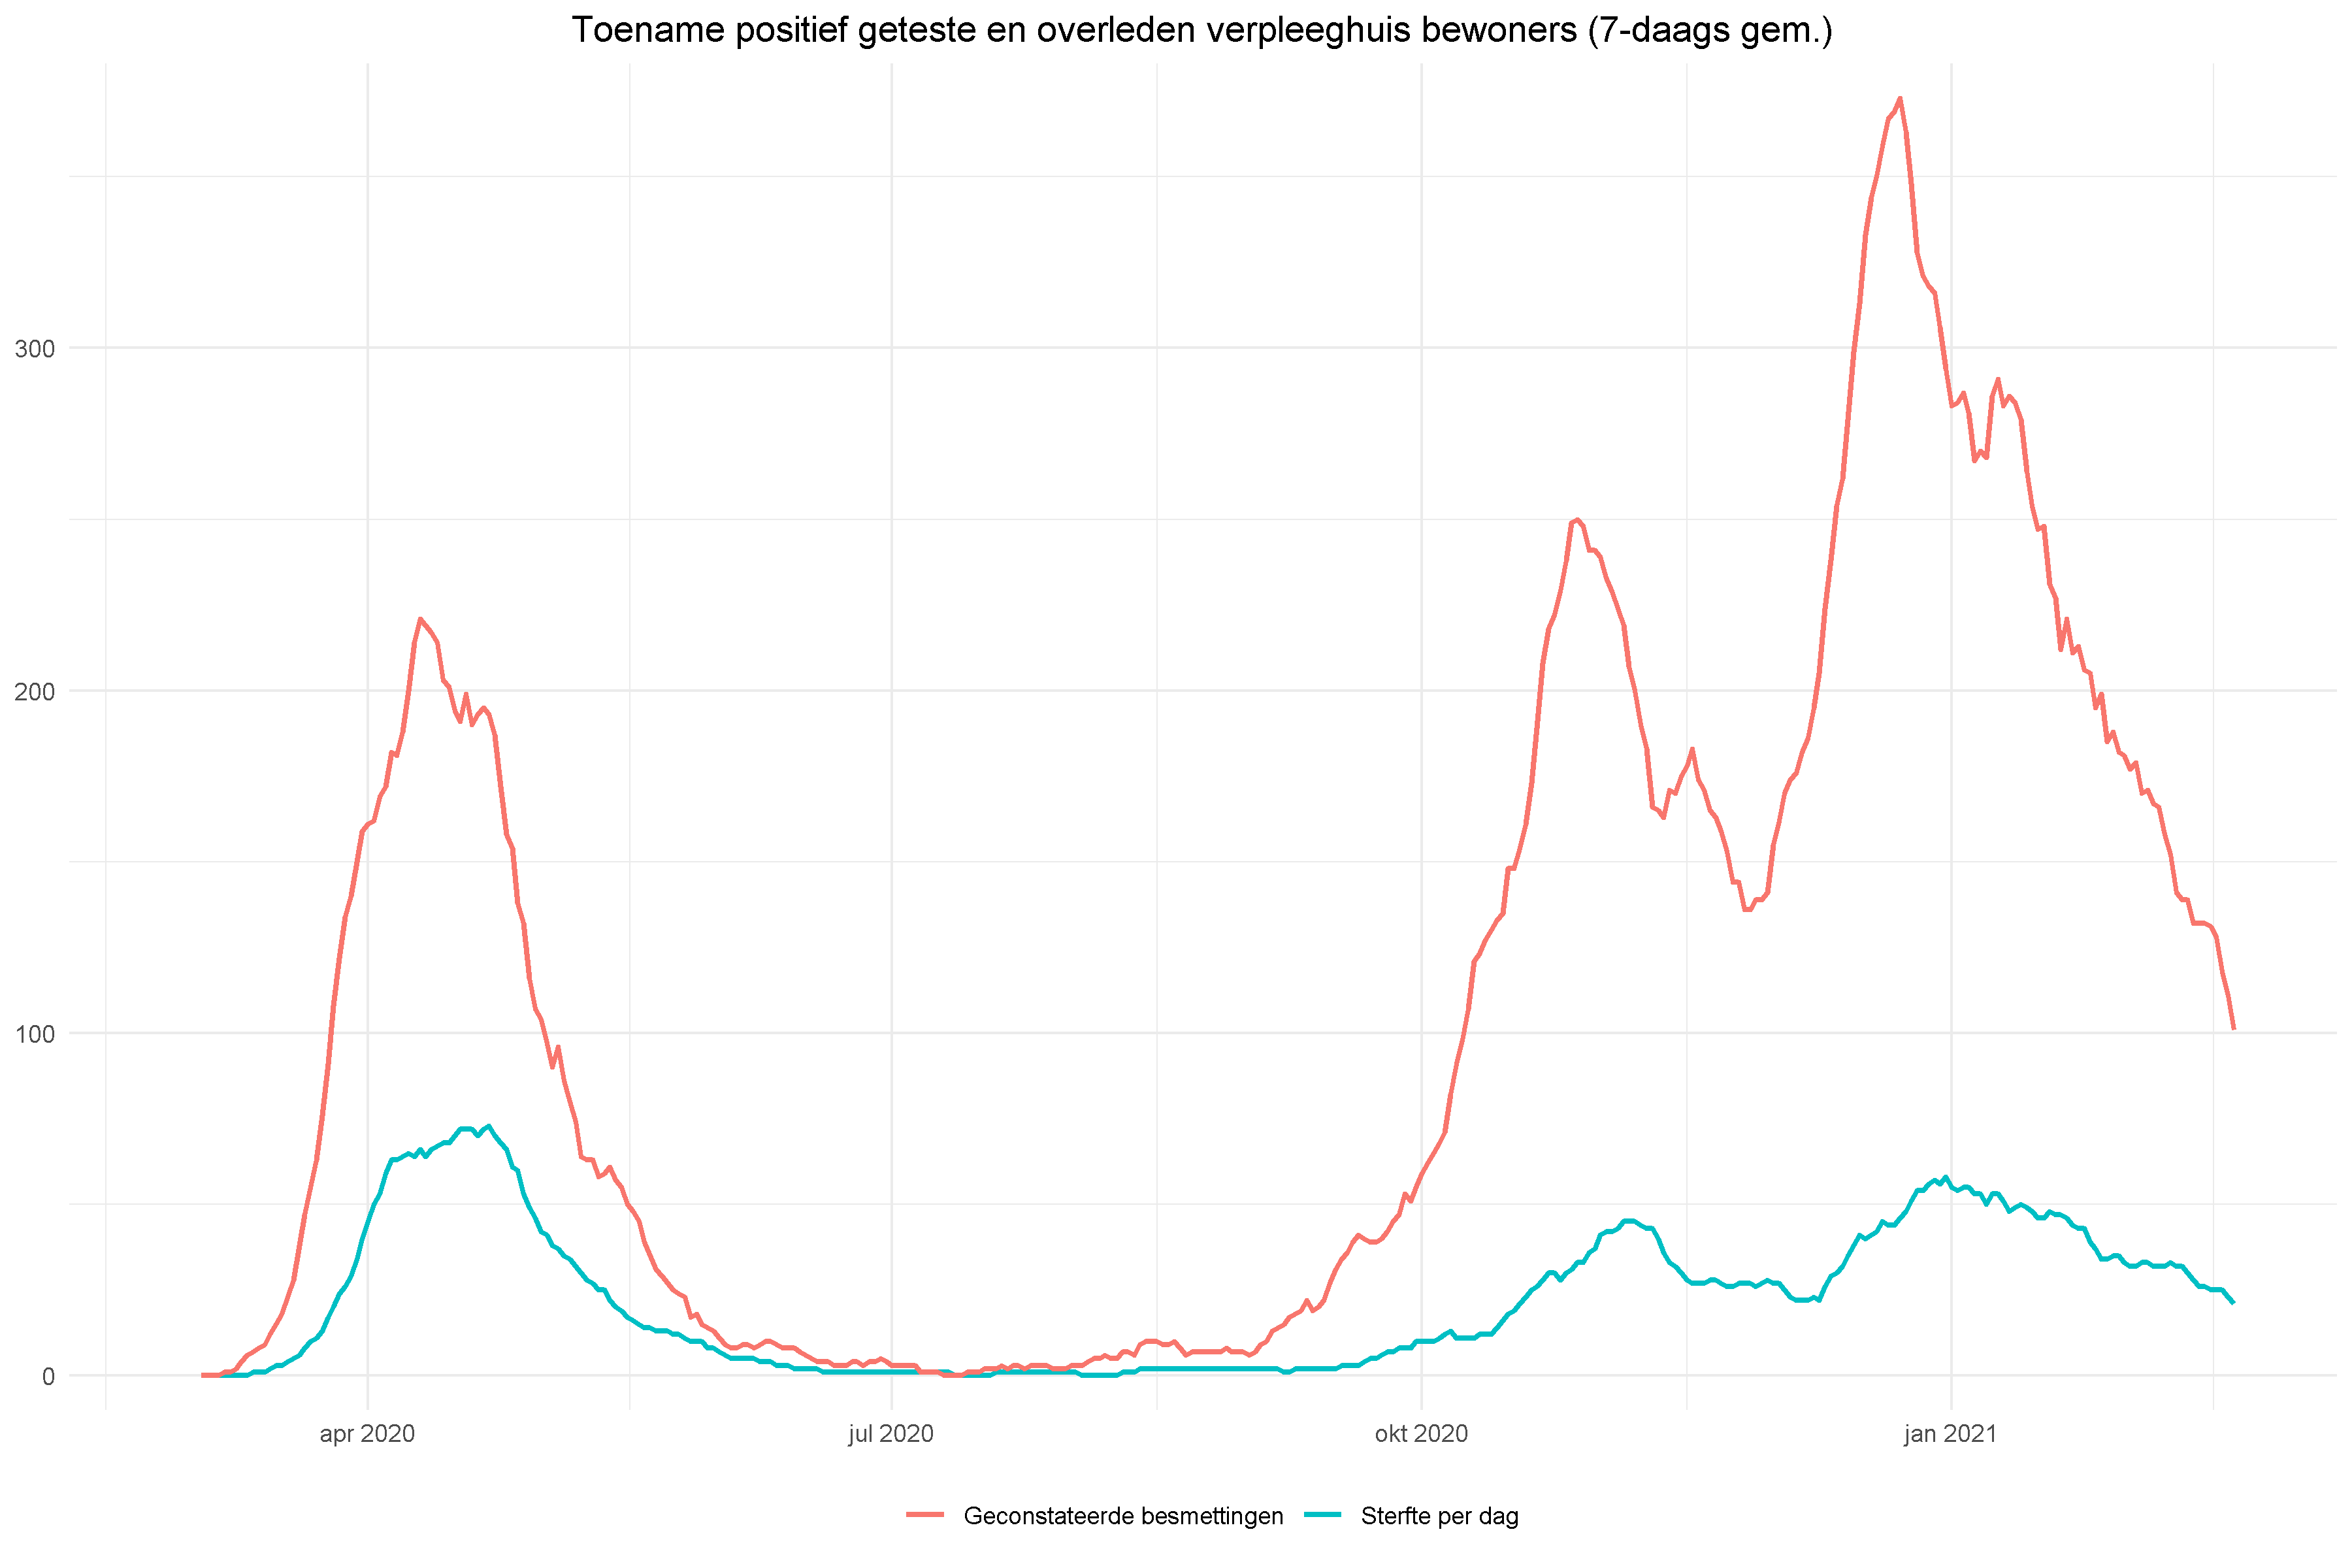 Toename positief geteste en overleden verpleeghuis bewoners (7-daags gem.)
300
200
100
0
apr 2020
jul 2020
okt 2020
jan 2021
Geconstateerde besmettingen
Sterfte per dag